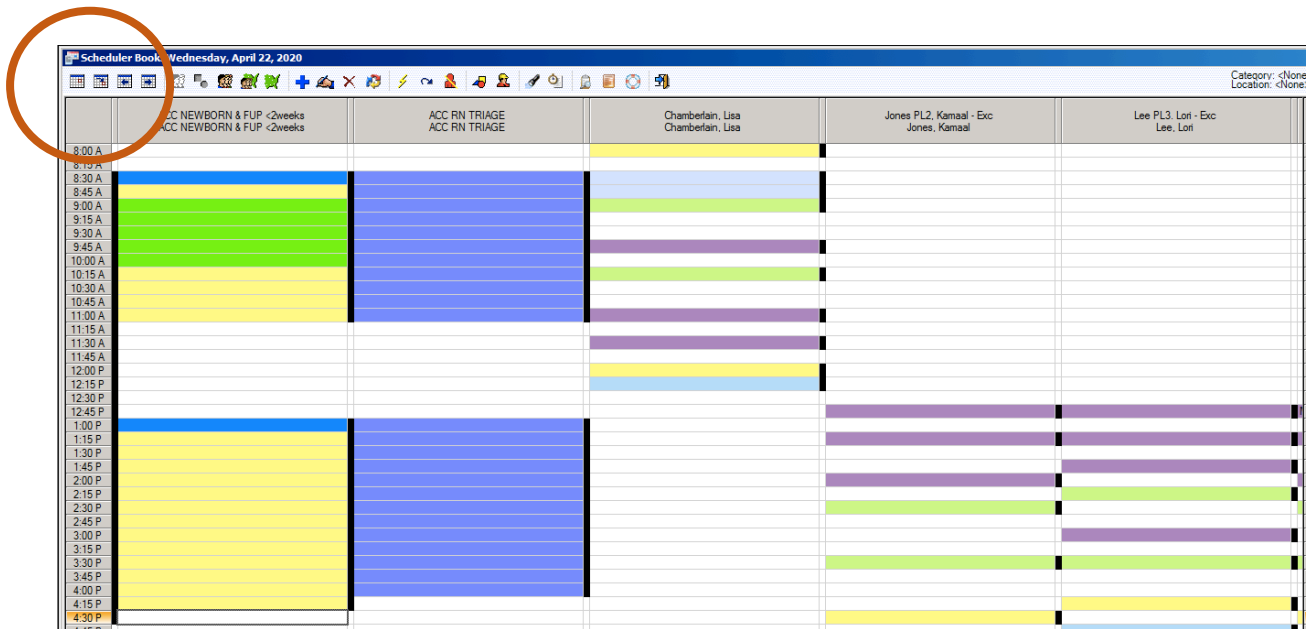 Scheduler Book Wednesday, April 22, 2020
Category: <None
Location: <None:
CC NEWBORN & FUP <2weeks
ACC NEWBORN & FUP <2weeks
ACC RN TRIAGE
ACC RN TRIAGE
Chamberlain, Lisa
Chamberlain, Lisa
Jones PL2, Kamaal - Exc
Jones, Kamaal
Lee PL3, Lori - Exc
Lee, Lori
8:00 A
8:15 A
8:30 A
8:45 A
9:00 A
9:15 A
9:30 A
9:45 A
10:00 A
10:15 A
10:30 A
10:45 A
11:00 A
11:15 A
11:30 A
11:45 A
12:00 P
12:15 P
12:30 P
12:45 P
1:00 P
1:15 P
1:30 P
1:45 P
2:00 P
2:15 P
2:30 P
2:45 P
3:00 P
3:15 P
3:30 P
3:45 P
4:00 P
4:15 P
4:30 P